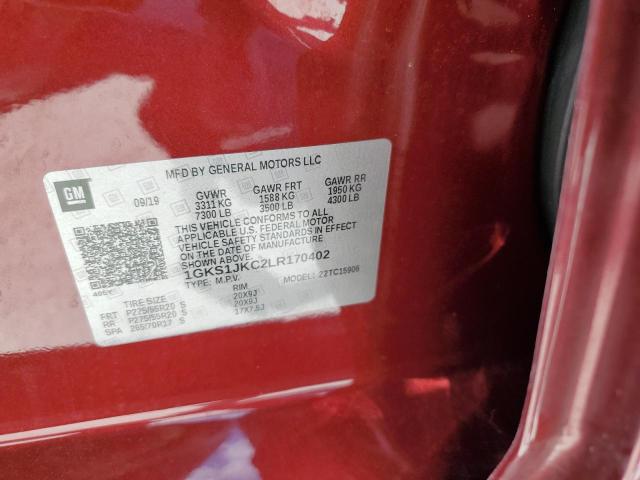 MFD BY GENERAL MOTORS LLC
GM
09/19
GVWR GAWR FRT GAWR RR
3311 KG 1588 KG 1950 KG
7300 LB 3500 LB 4300 LB
THIS VEHICLE CONFORMS TO ALL
APPLICABLE U.S. FEDERAL MOTOR
VEHICLE SAFETY STANDARDS IN
EFFECT ON THE DATE OF MANUFACTURE
SHOWN ABOVE.
1GKS1JKC2LR170402
TYPE: M.P.V. MODEL: 22TC15906
TIRE SIZE RIM
FRT P275/55R20 S 20X9J
RR P275/55R20 S 20X9J
SPA 265/70R17 S 17X7.5J